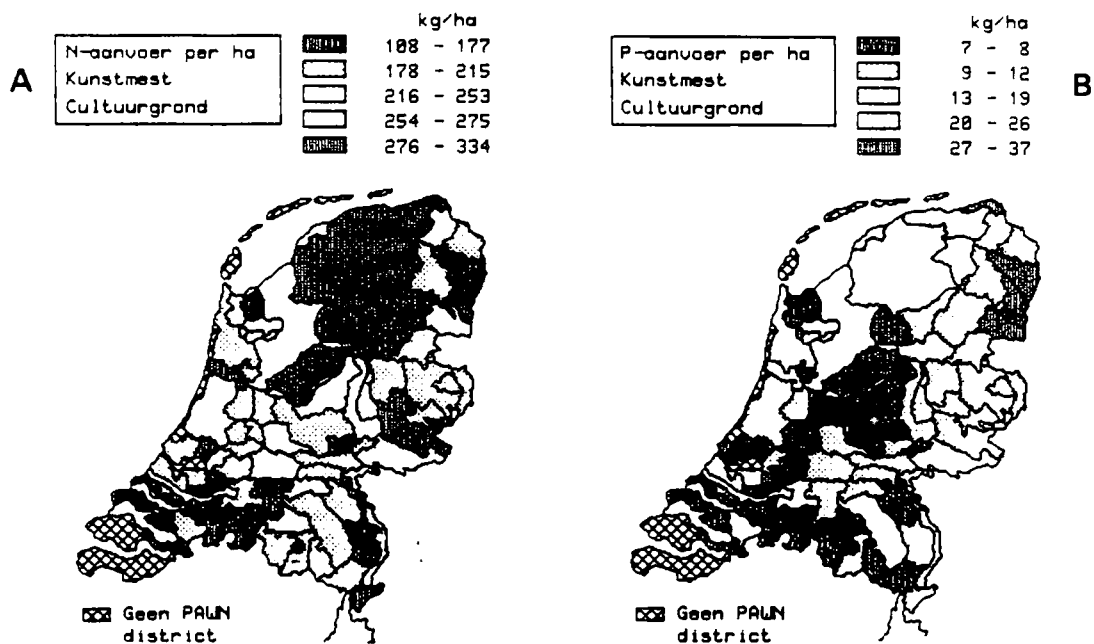 A
N-aanvoer per ha
Kunstmest
Cultuurgrond
kg/ha
108 - 177
178 - 215
216 - 253
254 - 275
276 - 334
Geen PAWN
district
P-aanvoer per ha
Kunstmest
Cultuurgrond
kg/ha
7 - 8
9 - 12
13 - 19
20 - 26
27 - 37
B
Geen PAWN
district